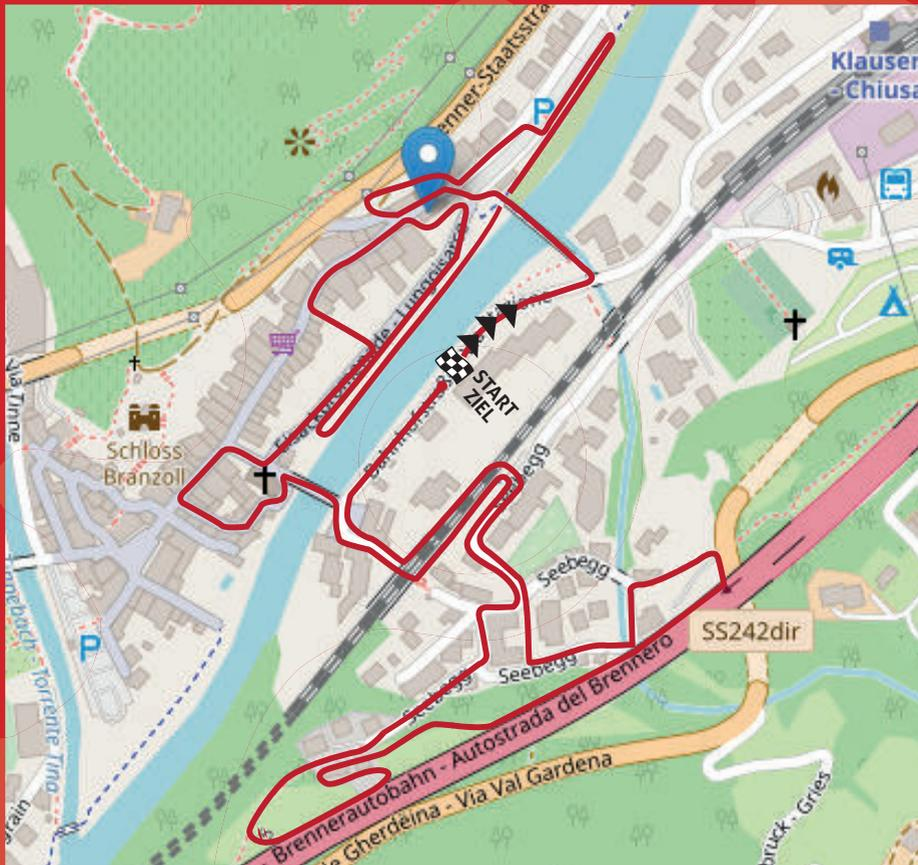 Brenner-Staatsstra
Klausen
- Chiusa
P
Via Tinne
Schloss
Branzoll
START
ZIEL
Seebegg
SS242dir
P
Seebegg
Seebegg
Brennerautobahn - Autostrada del Brennero
Gherdëina - Via Val Gardena
Torrente Tina